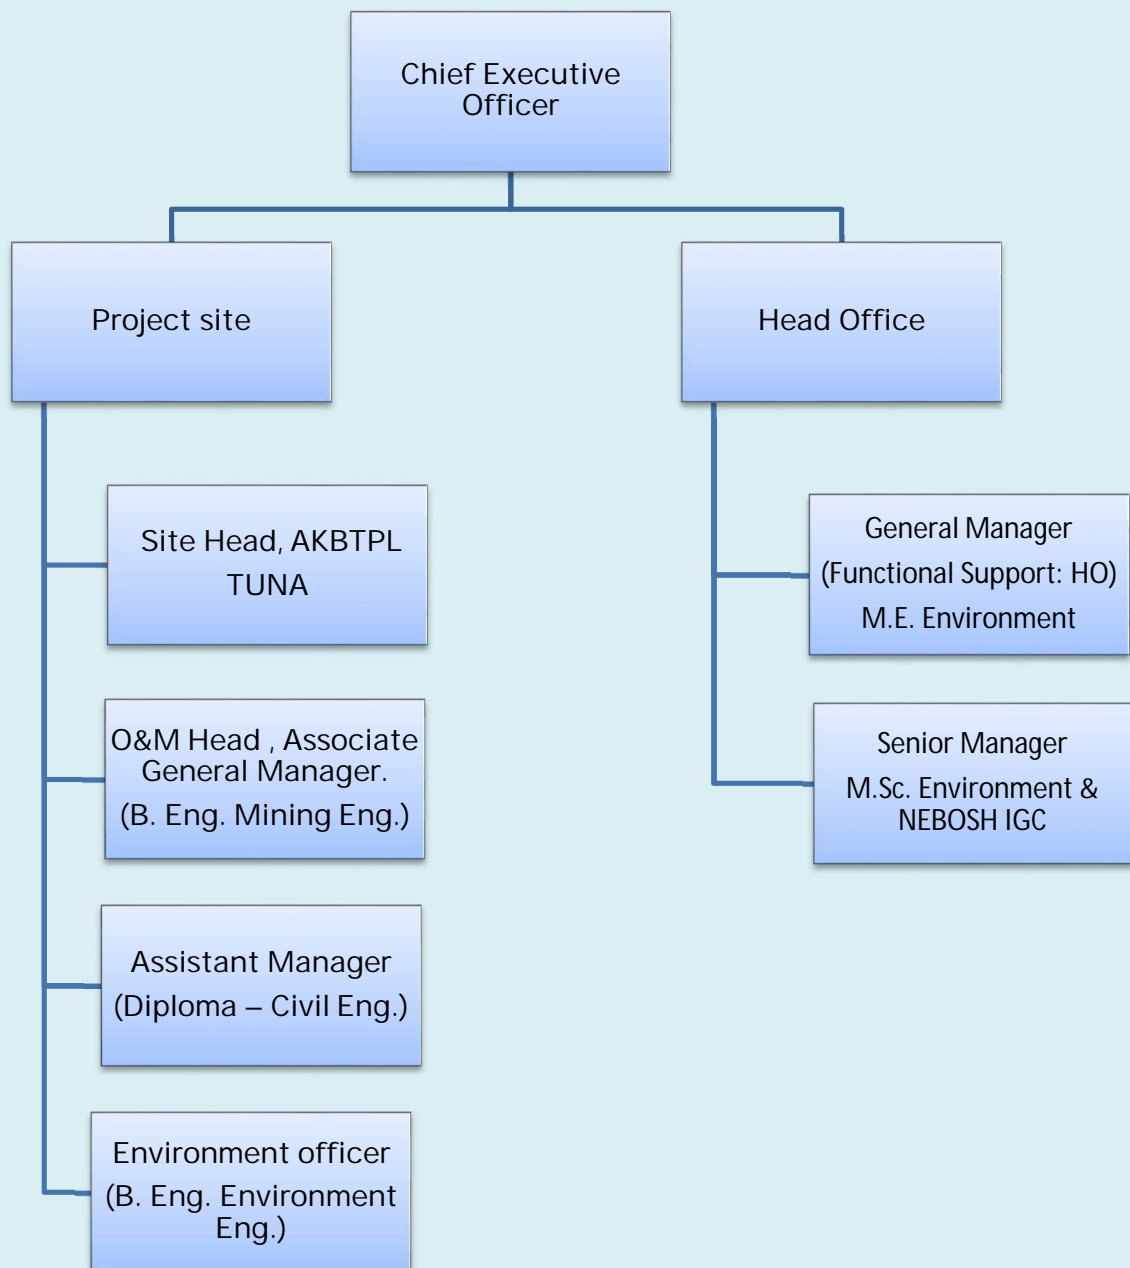 Chief Executive
Officer
Project site
Head Office
Site Head, AKBTPL
TUNA
O&M Head , Associate
General Manager.
(B. Eng. Mining Eng.)
Assistant Manager
(Diploma – Civil Eng.)
Environment officer
(B. Eng. Environment
Eng.)
General Manager
(Functional Support: HO)
M.E. Environment
Senior Manager
M.Sc. Environment &
NEBOSH IGC